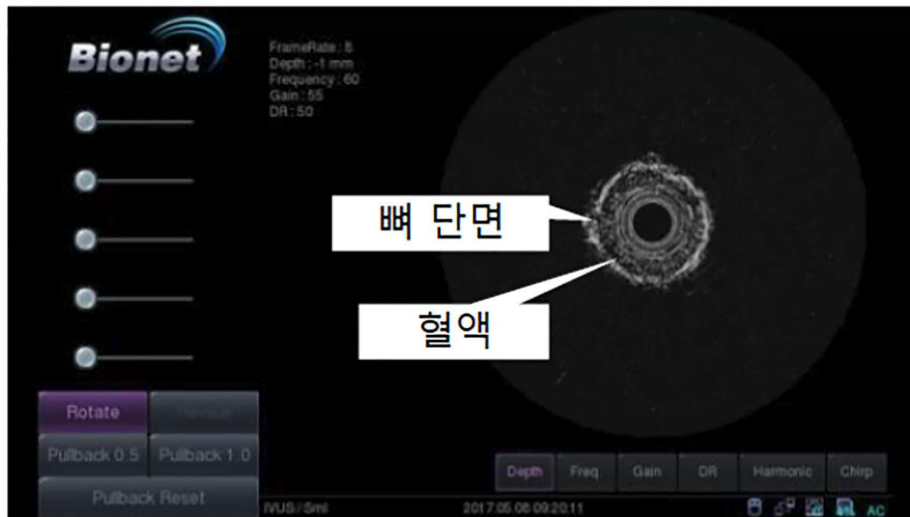 Bionet
FrameRate : 8
Depth : -1 mm
Frequency : 60
Gain : 55
DR : 50
뼈 단면
혈액
Rotate
Pullback 0.5
Pullback 1.0
Pullback Reset
Depth
Freq
Gain
DR
Harmonic
Chirp
IVUS / Sml
2017.05.08 09:20:11
AC